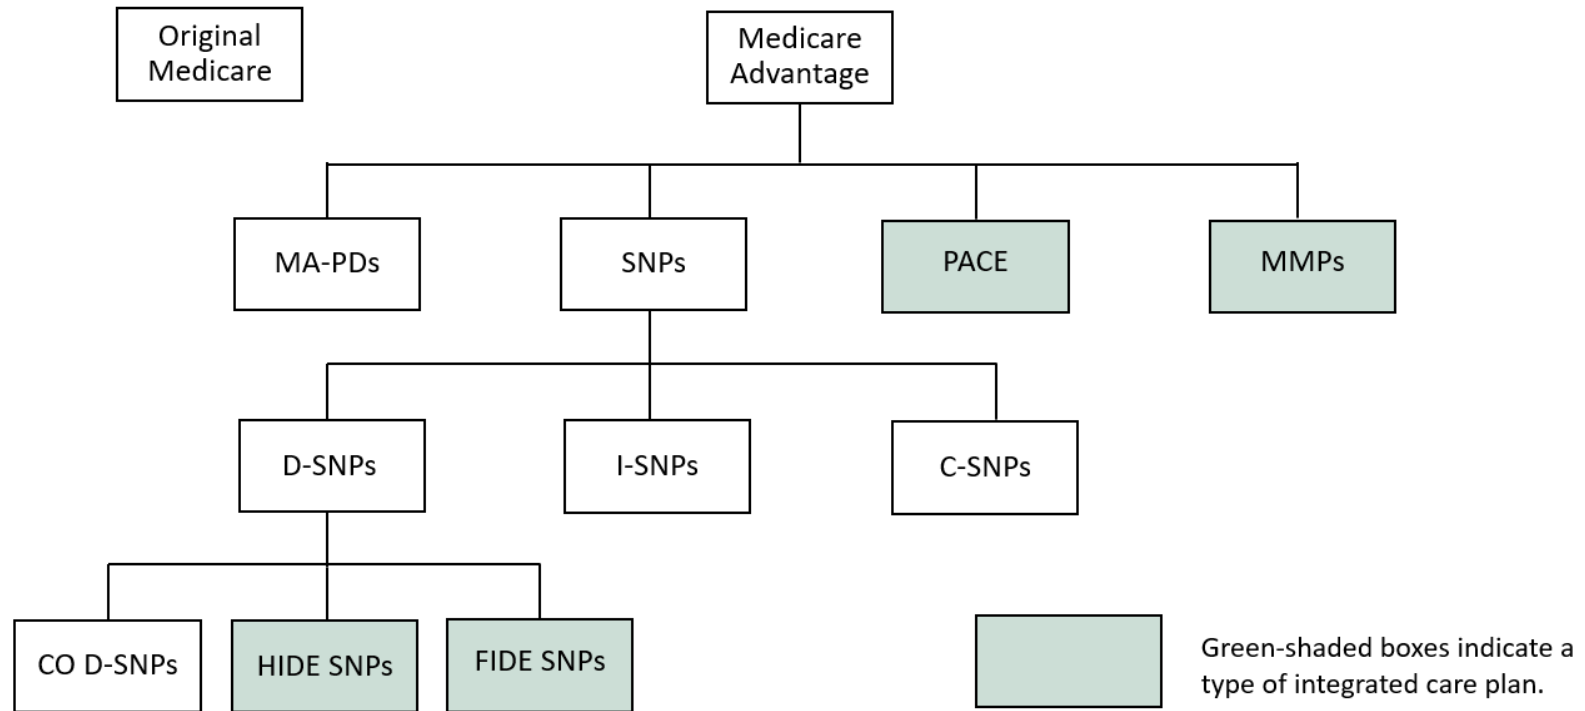 Original
Medicare
Medicare
Advantage
MA-PDs
SNPs
PACE
MMPs
D-SNPs
I-SNPs
C-SNPs
CO D-SNPs
HIDE SNPs
FIDE SNPs
Green-shaded boxes indicate a
type of integrated care plan.